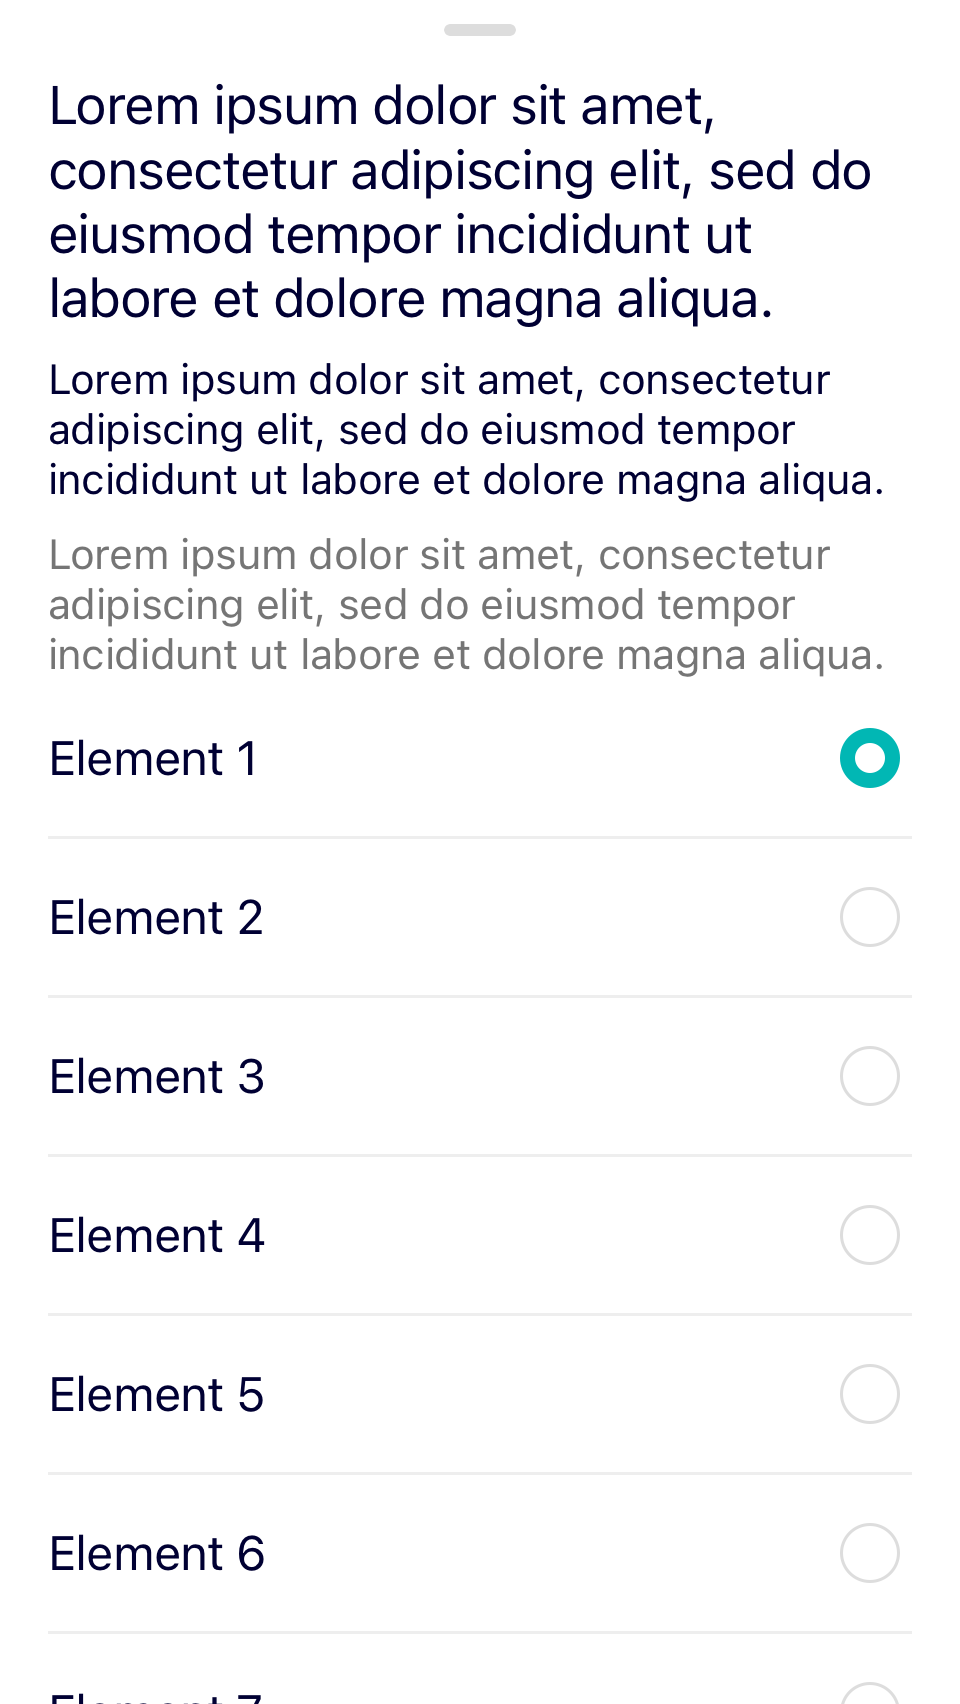 Lorem ipsum dolor sit amet,
consectetur adipiscing elit, sed do
eiusmod tempor incididunt ut
labore et dolore magna aliqua.
Lorem ipsum dolor sit amet, consectetur
adipiscing elit, sed do eiusmod tempor
incididunt ut labore et dolore magna aliqua.
Lorem ipsum dolor sit amet, consectetur
adipiscing elit, sed do eiusmod tempor
incididunt ut labore et dolore magna aliqua.
Element 1
Element 2
Element 3
Element 4
Element 5
Element 6
Element 7